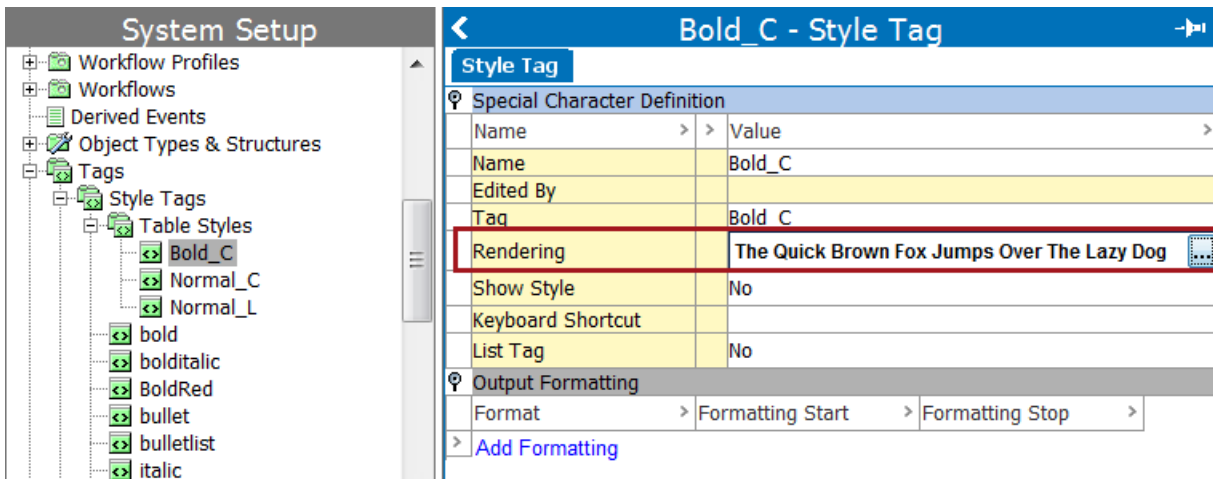 System Setup
Workflow Profiles
Workflows
Derived Events
Object Types & Structures
Tags
Style Tags
Table Styles
Bold_C
Normal_C
Normal_L
bold
bolditalic
BoldRed
bullet
bulletlist
italic
Bold_C - Style Tag
Style Tag
Special Character Definition
Name > > Value >
Name Bold_C
Edited By
Tag Bold_C
Rendering The Quick Brown Fox Jumps Over The Lazy Dog ...
Show Style No
Keyboard Shortcut
List Tag No
Output Formatting
Format > Formatting Start > Formatting Stop >
> Add Formatting